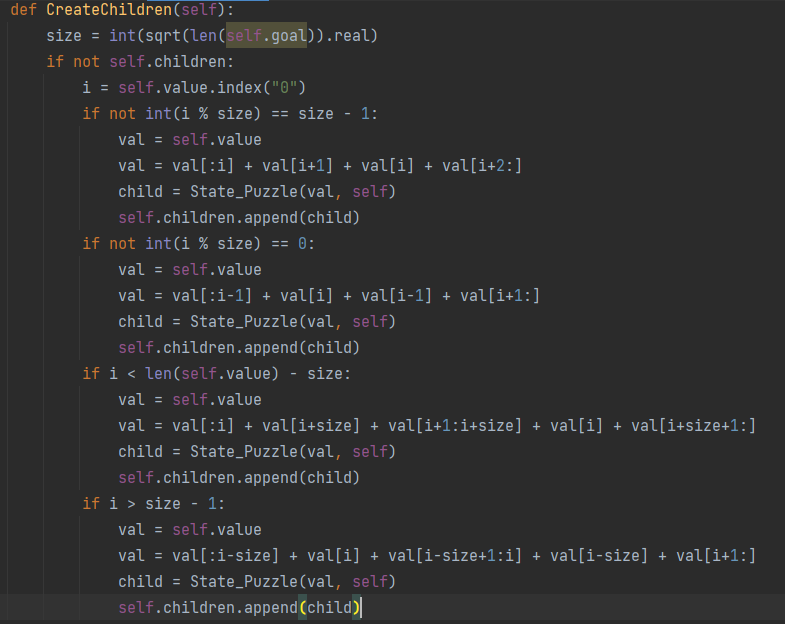 def CreateChildren(self):
    size = int(sqrt(len(self.goal)).real)
    if not self.children:
        i = self.value.index("0")
        if not int(i % size) == size - 1:
            val = self.value
            val = val[:i] + val[i+1] + val[i] + val[i+2:]
            child = State_Puzzle(val, self)
            self.children.append(child)
        if not int(i % size) == 0:
            val = self.value
            val = val[:i-1] + val[i] + val[i-1] + val[i+1:]
            child = State_Puzzle(val, self)
            self.children.append(child)
        if i < len(self.value) - size:
            val = self.value
            val = val[:i] + val[i+size] + val[i+1:i+size] + val[i] + val[i+size+1:]
            child = State_Puzzle(val, self)
            self.children.append(child)
        if i > size - 1:
            val = self.value
            val = val[:i-size] + val[i] + val[i-size+1:i] + val[i-size] + val[i+1:]
            child = State_Puzzle(val, self)
            self.children.append(child)